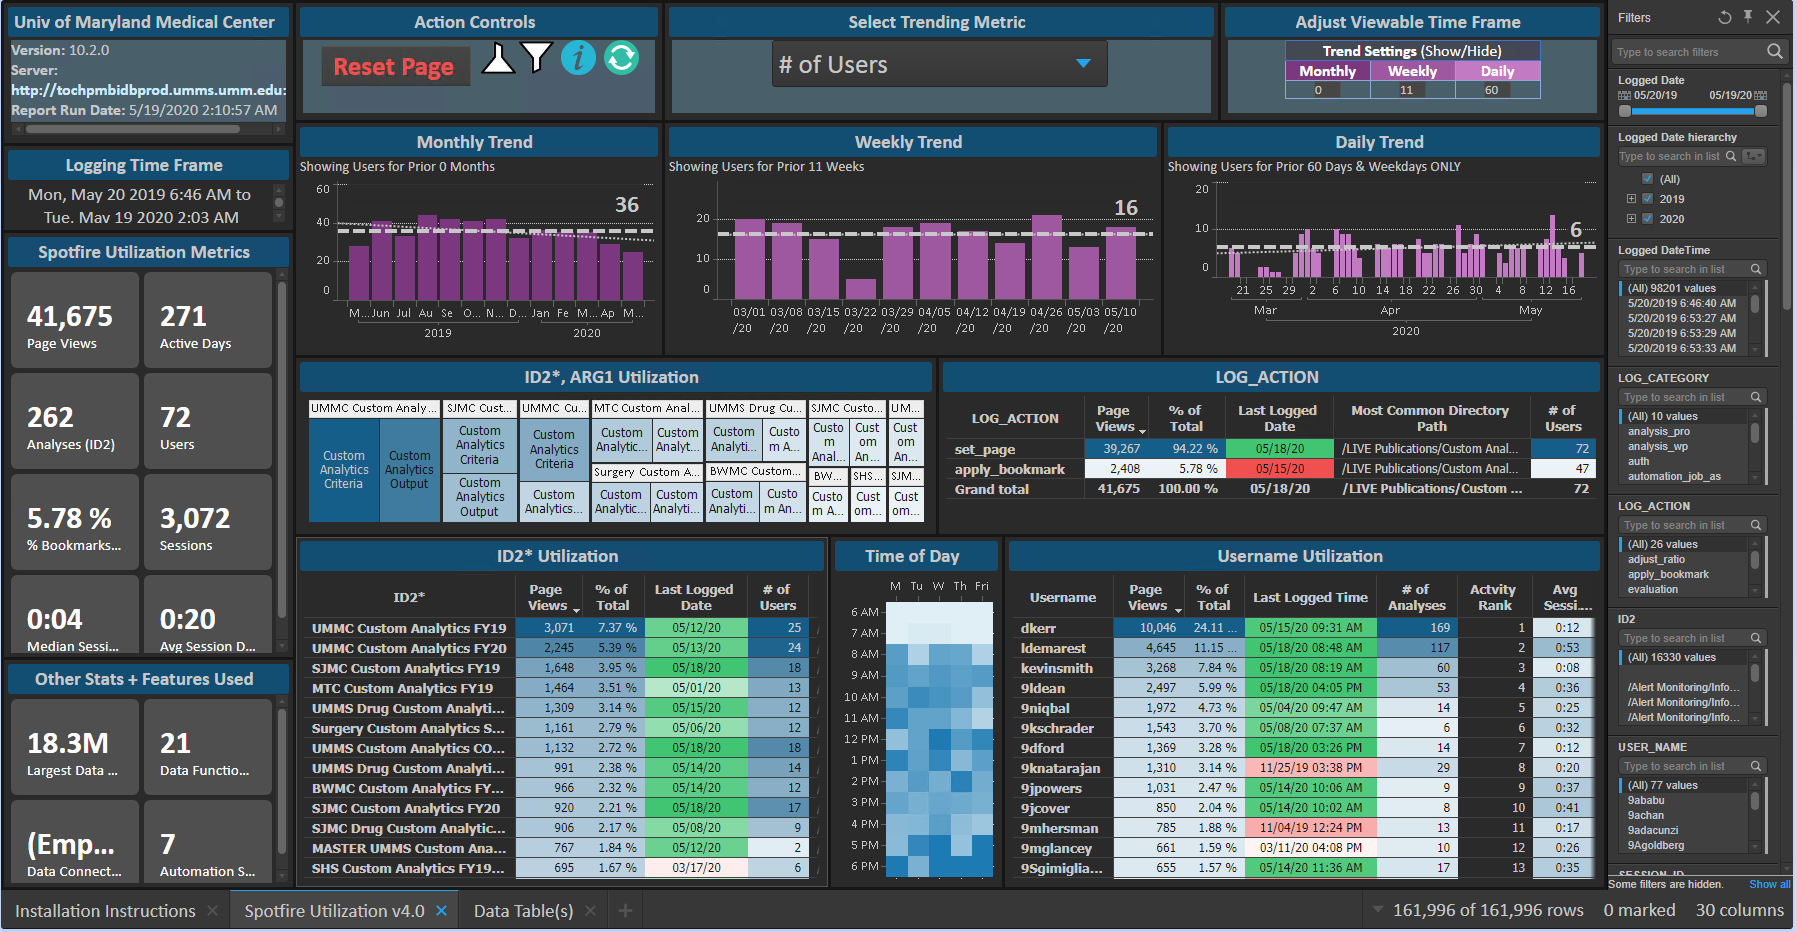 Univ of Maryland Medical Center
Version: 10.2.0
Server:
http://tochpmbidbprod.umms.umm.edu:
Report Run Date: 5/19/2020 2:10:57 AM
Action Controls
Reset Page
i
Select Trending Metric
# of Users
Adjust Viewable Time Frame
Trend Settings (Show/Hide)
Monthly Weekly Daily
0 11 60
Logging Time Frame
Mon, May 20 2019 6:46 AM to
Tue, May 19 2020 2:03 AM
Spotfire Utilization Metrics
41,675
Page Views
271
Active Days
262
Analyses (ID2)
72
Users
5.78 %
% Bookmarks...
3,072
Sessions
0:04
Median Sessi...
0:20
Avg Session D...
Other Stats + Features Used
18.3M
Largest Data ...
21
Data Functio...
(Emp...
Data Connect...
7
Automation S...
Monthly Trend
Showing Users for Prior 0 Months
60
40
20
0
36
M... Jun Jul Au Se O... N... D... Jan Fe M... Ap M...
2019 2020
Weekly Trend
Showing Users for Prior 11 Weeks
20
10
0
16
03/01 03/08 03/15 03/22 03/29 04/05 04/12 04/19 04/26 05/03 05/10
/20 /20 /20 /20 /20 /20 /20 /20 /20 /20 /20
Daily Trend
Showing Users for Prior 60 Days & Weekdays ONLY
20
10
0
6
21 25 29 2 6 10 14 18 22 26 30 4 8 12 16
Mar Apr May
2020
ID2*, ARG1 Utilization
UMMC Custom Analy... SJMC Cust... UMMC Cu... MTC Custom Anal... UMMS Drug Cu... SJMC Custo... UM...
Custom Analytics Criteria
Custom Analytics Output
Custom Analytics Criteria
Custom Analytics Output
Custom Analytics Criteria
Custom Analytics...
Custom Analytic...
Custom Analytic...
Surgery Custom A...
Custom Analytic...
Custom Analytic...
Custom Analyti...
Custom A...
BWMC Custom...
Custom Analyti...
Custom An...
Custo m Anal...
Cust om An...
BW... SHS... SJM...
Custo m A...
Cust om...
Cust om...
Cust om An...
LOG_ACTION
LOG_ACTION Page Views % of Total Last Logged Date Most Common Directory Path # of Users
set_page 39,267 94.22 % 05/18/20 /LIVE Publications/Custom Anal... 72
apply_bookmark 2,408 5.78 % 05/15/20 /LIVE Publications/Custom Anal... 47
Grand total 41,675 100.00 % 05/18/20 /LIVE Publications/Custom ... 72
ID2* Utilization
ID2* Page Views % of Total Last Logged Date # of Users
UMMC Custom Analytics FY19 3,071 7.37 % 05/12/20 25
UMMC Custom Analytics FY20 2,245 5.39 % 05/13/20 24
SJMC Custom Analytics FY19 1,648 3.95 % 05/18/20 18
MTC Custom Analytics FY19 1,464 3.51 % 05/01/20 13
UMMS Drug Custom Analyti... 1,309 3.14 % 05/15/20 12
Surgery Custom Analytics S... 1,161 2.79 % 05/06/20 12
UMMS Custom Analytics CO... 1,132 2.72 % 05/18/20 18
UMMS Drug Custom Analyti... 991 2.38 % 05/14/20 14
BWMC Custom Analytics FY... 966 2.32 % 05/14/20 12
SJMC Custom Analytics FY20 920 2.21 % 05/18/20 17
SJMC Drug Custom Analytic... 906 2.17 % 05/08/20 9
MASTER UMMS Custom Ana... 767 1.84 % 05/12/20 2
SHS Custom Analytics FY19... 695 1.67 % 03/17/20 6
Time of Day
M Tu W Th Fri
6 AM
7 AM
8 AM
9 AM
10 AM
11 AM
12 PM
1 PM
2 PM
3 PM
4 PM
5 PM
6 PM
Username Utilization
Username Page Views % of Total Last Logged Time # of Analyses Actvity Rank Avg Sessi....
dkerr 10,046 24.11 ... 05/15/20 09:31 AM 169 1 0:12
ldemarest 4,645 11.15 ... 05/18/20 08:48 AM 117 2 0:53
kevinsmith 3,268 7.84 % 05/18/20 08:19 AM 60 3 0:08
9ldean 2,497 5.99 % 05/18/20 04:05 PM 53 4 0:36
9niqbal 1,972 4.73 % 05/04/20 09:47 AM 14 5 0:25
9kschrader 1,543 3.70 % 05/08/20 07:37 AM 6 6 0:32
9dford 1,369 3.28 % 05/18/20 03:26 PM 14 7 0:12
9knatarajan 1,310 3.14 % 11/25/19 03:38 PM 29 8 0:20
9jpowers 1,031 2.47 % 05/14/20 10:06 AM 9 9 0:37
9jcover 850 2.04 % 05/14/20 10:02 AM 8 10 0:41
9mhersman 785 1.88 % 11/04/19 12:24 PM 13 11 0:17
9mglancey 661 1.59 % 03/11/20 04:08 PM 10 12 0:26
9Sgimiglia... 655 1.57 % 05/14/20 11:36 AM 17 13 0:35
Filters
Type to search filters
Logged Date
05/20/19 05/19/20
Logged Date hierarchy
Type to search in list
(All)
2019
2020
Logged DateTime
Type to search in list
(All) 98201 values
5/20/2019 6:46:40 AM
5/20/2019 6:53:27 AM
5/20/2019 6:53:29 AM
5/20/2019 6:53:33 AM
LOG_CATEGORY
Type to search in list
(All) 10 values
analysis_pro
analysis_wp
auth
automation_job_as
LOG_ACTION
Type to search in list
(All) 26 values
adjust_ratio
apply_bookmark
evaluation
ID2
Type to search in list
(All) 16330 values
/Alert Monitoring/Info...
/Alert Monitoring/Info...
/Alert Monitoring/Info...
USER_NAME
Type to search in list
(All) 77 values
9ababu
9achan
9adacunzi
9Agoldberg
SESSION_ID
Some filters are hidden. Show all
Installation Instructions
Spotfire Utilization v4.0
Data Table(s)
161,996 of 161,996 rows 0 marked 30 columns